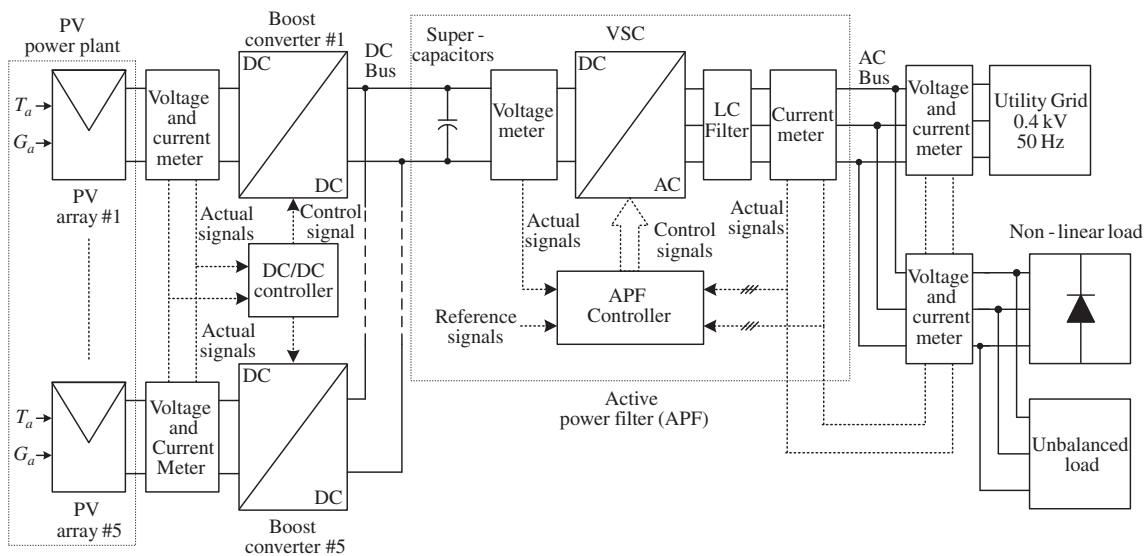 PV
power plant
Boost
converter #1
DC
Bus
Super -
capacitors
VSC
AC
Bus
T_a
G_a
Voltage
and
current
meter
DC
DC
Voltage
meter
DC
AC
LC
Filter
Current
meter
Voltage
and
current
meter
Utility Grid
0.4 kV
50 Hz
PV
array #1
Actual
signals
Control
signal
DC/DC
controller
Actual
signals
Actual
signals
Control
signals
Actual
signals
Reference
signals
APF
Controller
Voltage
and
current
meter
Non - linear load
T_a
G_a
Voltage
and
Current
Meter
DC
DC
Active
power filter (APF)
Unbalanced
load
PV
array #5
Boost
converter #5